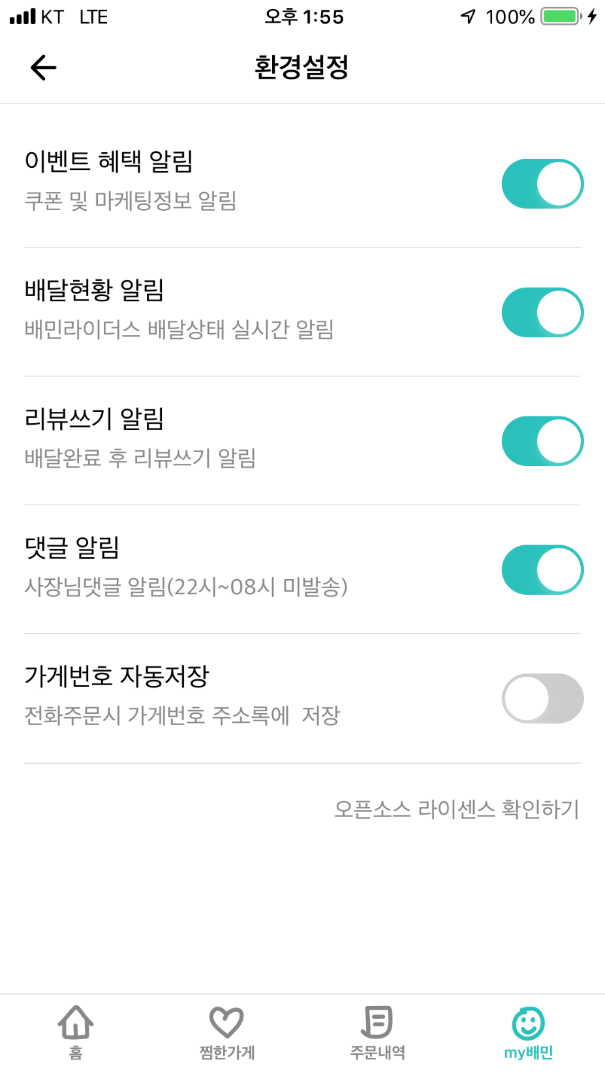 KT LTE 오후 1:55 100%
환경설정
이벤트 혜택 알림
쿠폰 및 마케팅정보 알림
배달현황 알림
배민라이더스 배달상태 실시간 알림
리뷰쓰기 알림
배달완료 후 리뷰쓰기 알림
댓글 알림
사장님댓글 알림(22시~08시 미발송)
가게번호 자동저장
전화주문시 가게번호 주소록에 저장
오픈소스 라이센스 확인하기
홈 찜한가게 주문내역 my배민